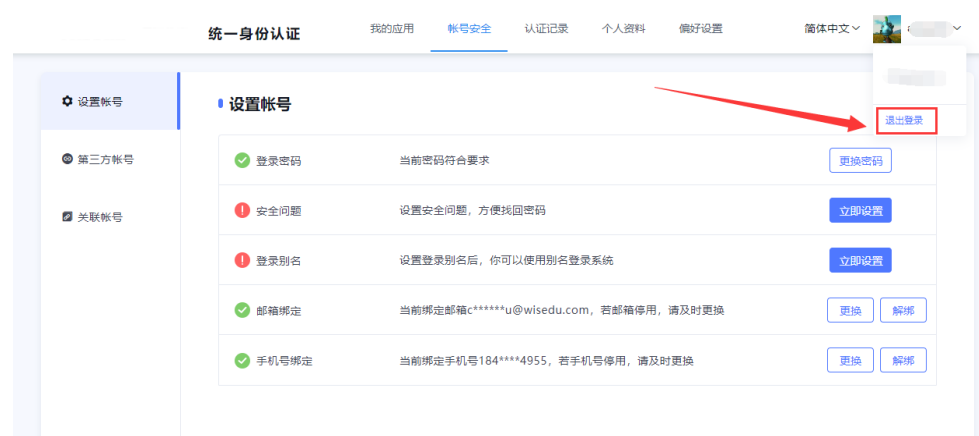 统一身份认证 我的应用 帐号安全 认证记录 个人资料 偏好设置 简体中文
退出登录
设置帐号
第三方帐号
关联帐号
设置帐号
登录密码 当前密码符合要求 更换密码
安全问题 设置安全问题，方便找回密码 立即设置
登录别名 设置登录别名后，你可以使用别名登录系统 立即设置
邮箱绑定 当前绑定邮箱c******u@wisedu.com，若邮箱停用，请及时更换 更换 解绑
手机号绑定 当前绑定手机号184****4955，若手机号停用，请及时更换 更换 解绑